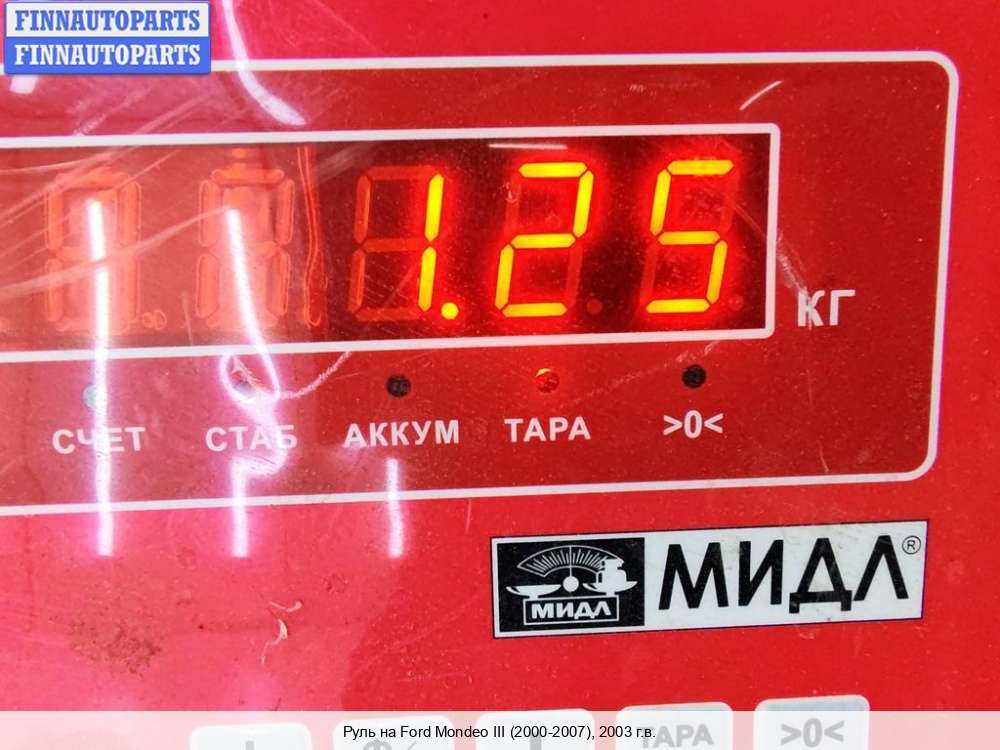 FINNAUTOPARTS
FINNAUTOPARTS
1.25
КГ
СЧЕТ СТАБ АККУМ ТАРА >0<
МИДЛ МИДЛ®
ТАРА >0<
Руль на Ford Mondeo III (2000-2007), 2003 г.в.